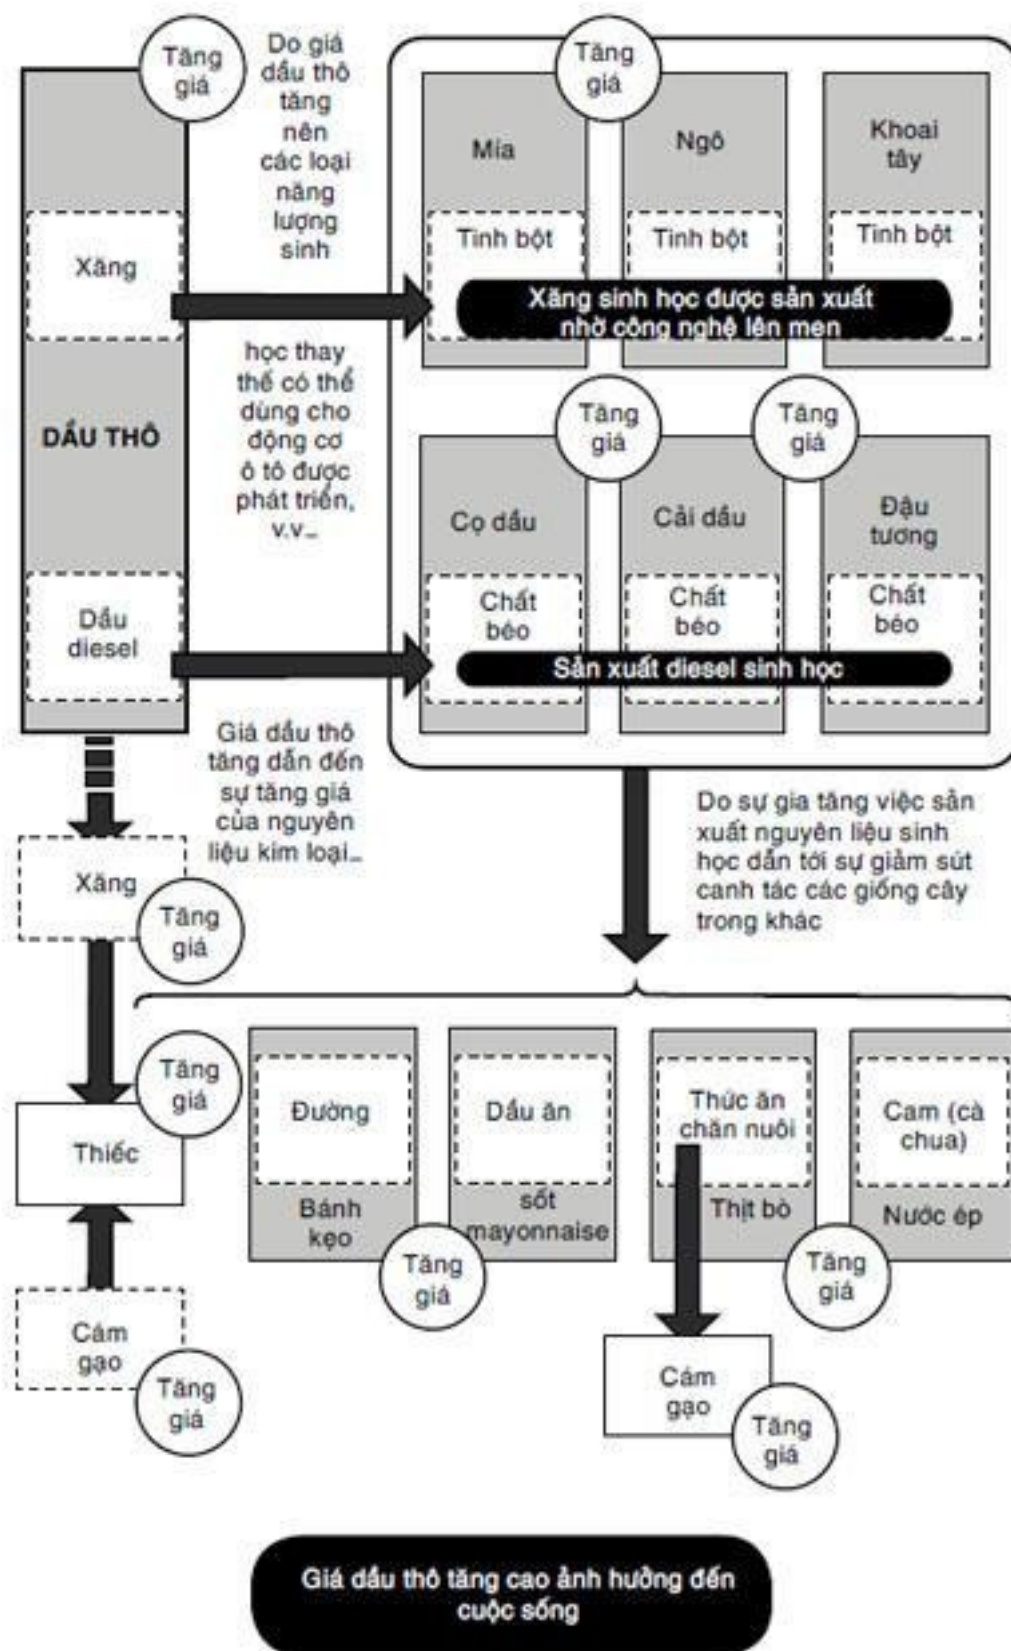 Tăng
giá
Do giá
dầu thô
tăng
nên
các loại
năng
lượng
sinh
Xăng
học thay
thế có thể
dùng cho
động cơ
ô tô được
phát triển,
v.v...
DẦU THÔ
Dầu
diesel
Tăng
giá
Mía
Ngô
Khoai
tây
Tinh bột
Tinh bột
Tinh bột
Xăng sinh học được sản xuất
nhờ công nghệ lên men
Tăng
giá
Tăng
giá
Cọ dầu
Cải dầu
Đậu
tương
Chất
béo
Chất
béo
Chất
béo
Sản xuất diesel sinh học
Giá dầu thô
tăng dẫn đến
sự tăng giá
của nguyên
liệu kim loại...
Do sự gia tăng việc sản
xuất nguyên liệu sinh
học dẫn tới sự giảm sút
canh tác các giống cây
trong khác
Xăng
Tăng
giá
Tăng
giá
Thiếc
Cám
gạo
Tăng
giá
Đường
Bánh
kẹo
Dầu ăn
sốt
mayonnaise
Tăng
giá
Thức ăn
chăn nuôi
Thịt bò
Cam (cà
chua)
Nước ép
Tăng
giá
Cám
gạo
Tăng
giá
Giá dầu thô tăng cao ảnh hưởng đến
cuộc sống